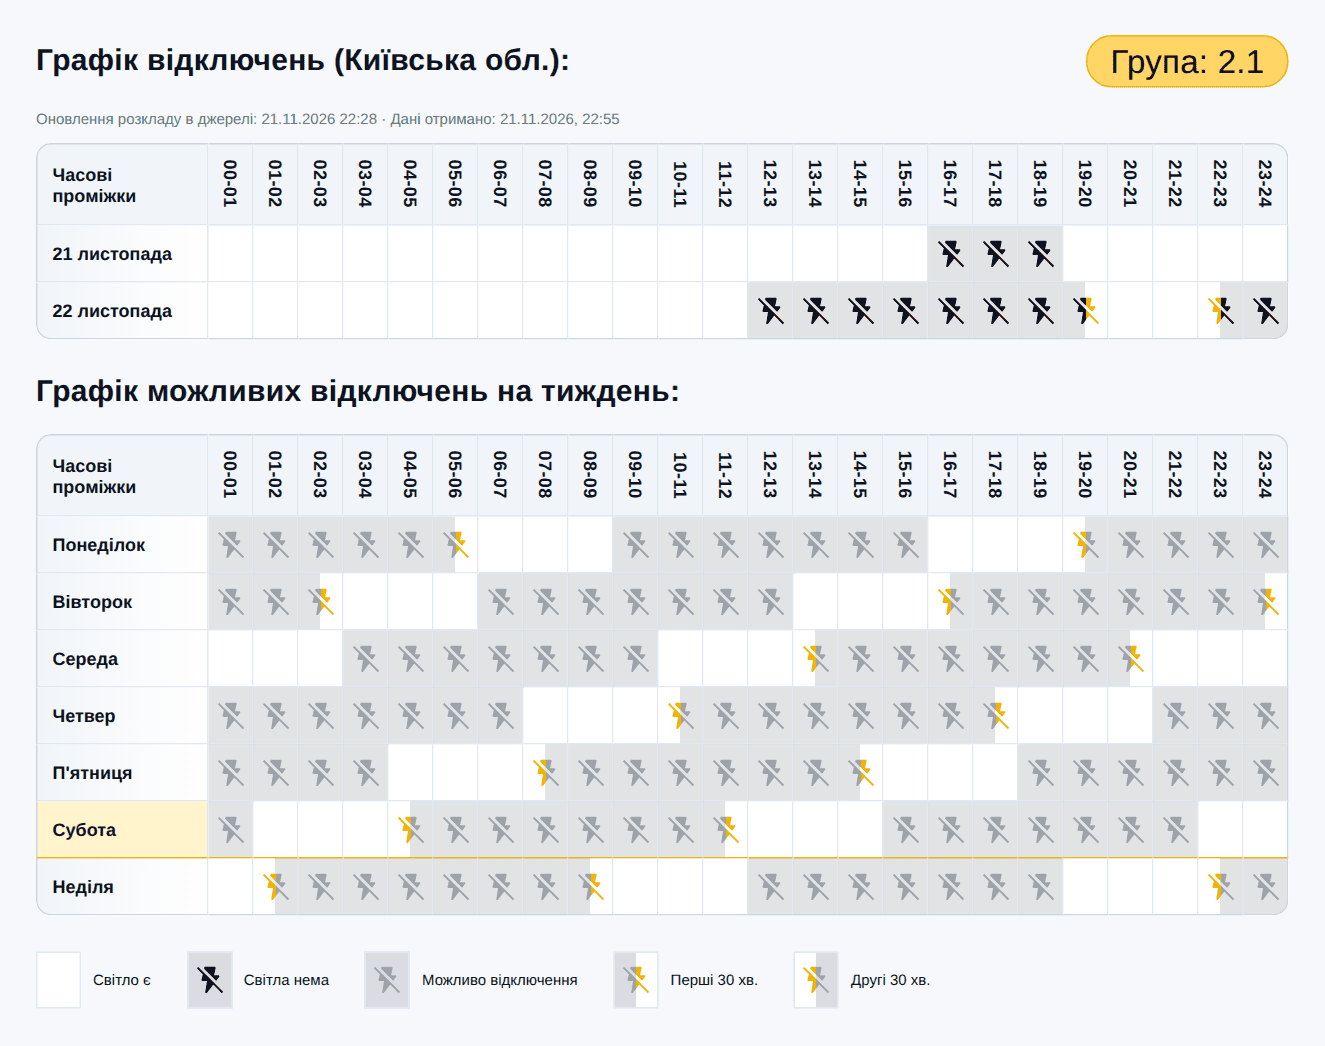 Графік відключень (Київська обл.):
Група: 2.1
Оновлення розкладу в джерелі: 21.11.2026 22:28 · Дані отримано: 21.11.2026, 22:55
Часові проміжки 00-01 01-02 02-03 03-04 04-05 05-06 06-07 07-08 08-09 09-10 10-11 11-12 12-13 13-14 14-15 15-16 16-17 17-18 18-19 19-20 20-21 21-22 22-23 23-24
21 листопада
22 листопада
Графік можливих відключень на тиждень:
Часові проміжки 00-01 01-02 02-03 03-04 04-05 05-06 06-07 07-08 08-09 09-10 10-11 11-12 12-13 13-14 14-15 15-16 16-17 17-18 18-19 19-20 20-21 21-22 22-23 23-24
Понеділок
Вівторок
Середа
Четвер
П'ятниця
Субота
Неділя
Світло є Світла нема Можливо відключення Перші 30 хв. Другі 30 хв.